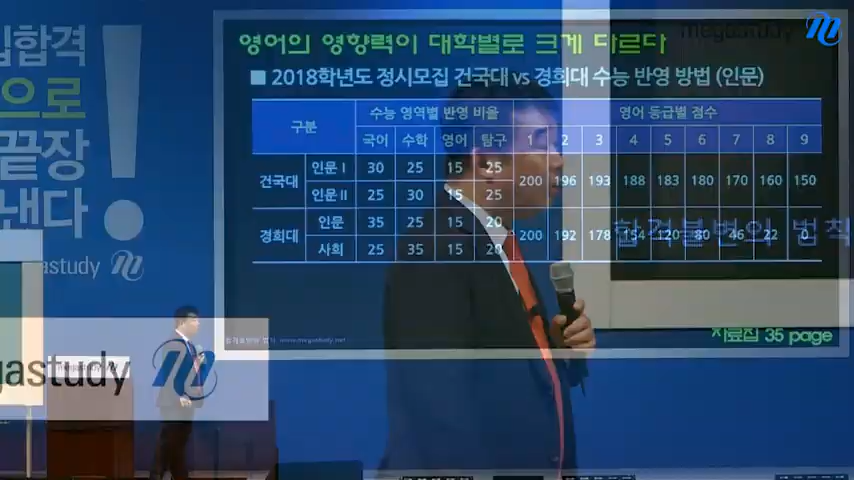 입합격
으로
끝장
낸다
!
megastudy
영어의 영향력이 대학별로 크게 다르다
■ 2018학년도 정시모집 건국대 vs 경희대 수능 반영 방법 (인문)
구분 수능 영역별 반영 비율 영어 등급별 점수
국어 수학 영어 탐구 1 2 3 4 5 6 7 8 9
건국대 인문 I 30 25 15 25 200 196 193 188 183 180 170 160 150
인문 II 25 30 15 25
경희대 인문 35 25 15 20 200 192 178 154 120 80 46 22 0
사회 25 35 15 20
합격불변의 법칙
자료집 35 page
www.megastudy.net
astudy
gastudy
megastudy